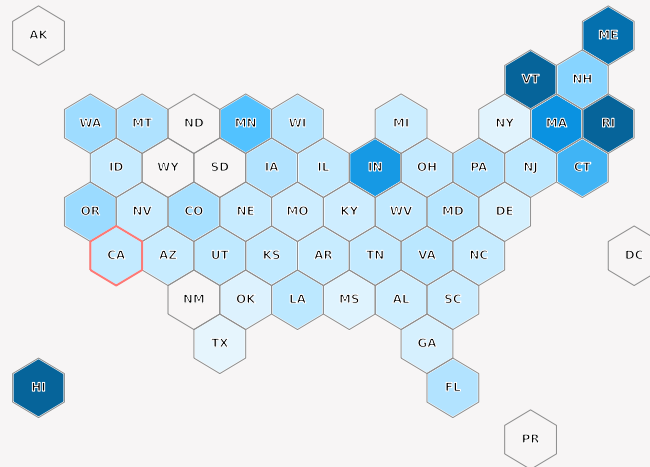 AK
ME
VT NH
WA MT ND MN WI MI NY MA RI
ID WY SD IA IL IN OH PA NJ CT
OR NV CO NE MO KY WV MD DE
CA AZ UT KS AR TN VA NC DC
NM OK LA MS AL SC
TX GA
HI FL
PR